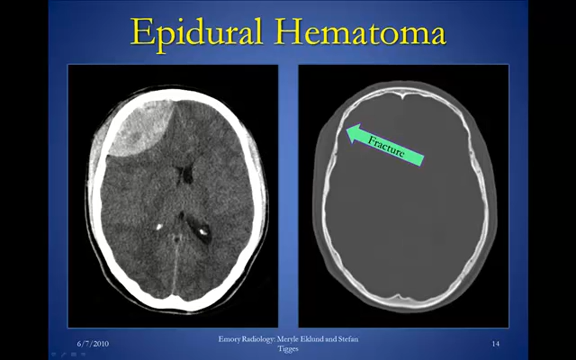 Epidural Hematoma
Fracture
6/7/2010
Emory Radiology: Meryle Eklund and Stefan
Tigges
14